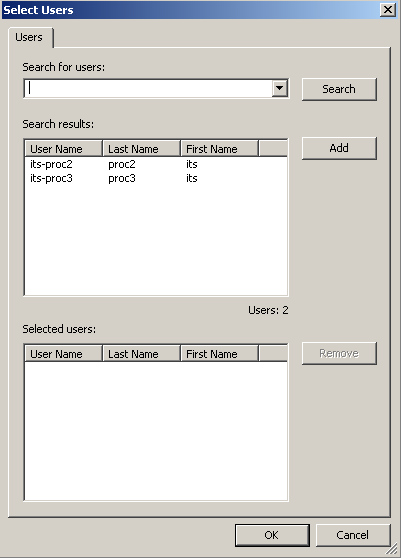 Select Users
Users
Search for users:
Search
Search results:
Add
User Name Last Name First Name
its-proc2 proc2 its
its-proc3 proc3 its
Users: 2
Selected users:
Remove
User Name Last Name First Name
OK Cancel